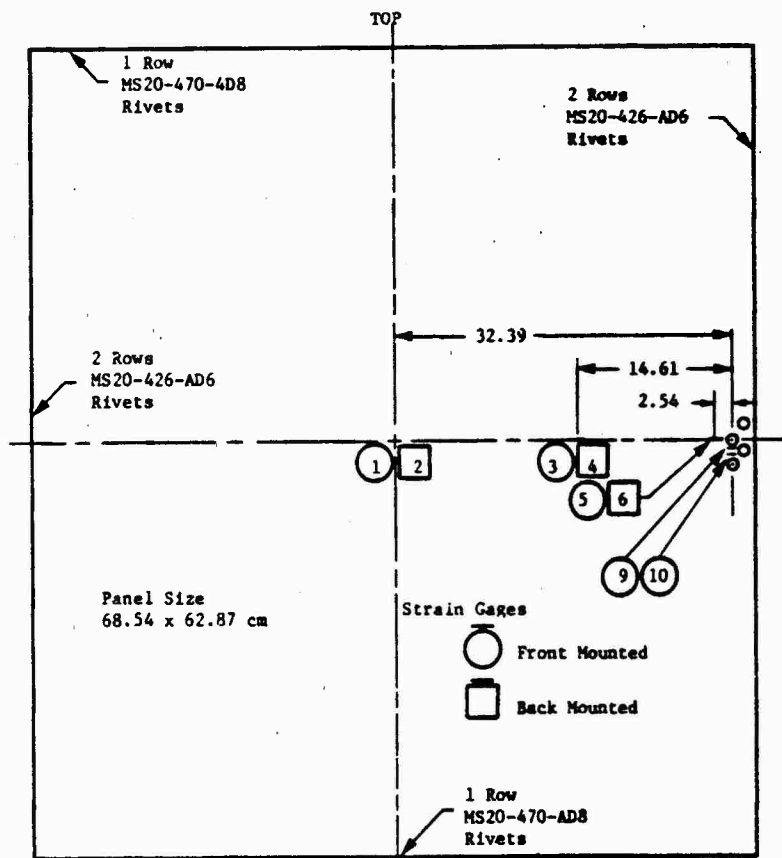 TOP
1 Row
MS20-470-4D8
Rivets
2 Rows
MS20-426-AD6
Rivets
32.39
2 Rows
MS20-426-AD6
Rivets
14.61
2.54
1 2
3 4
5 6
9 10
Panel Size
68.54 x 62.87 cm
Strain Gages
Front Mounted
Back Mounted
1 Row
MS20-470-AD8
Rivets